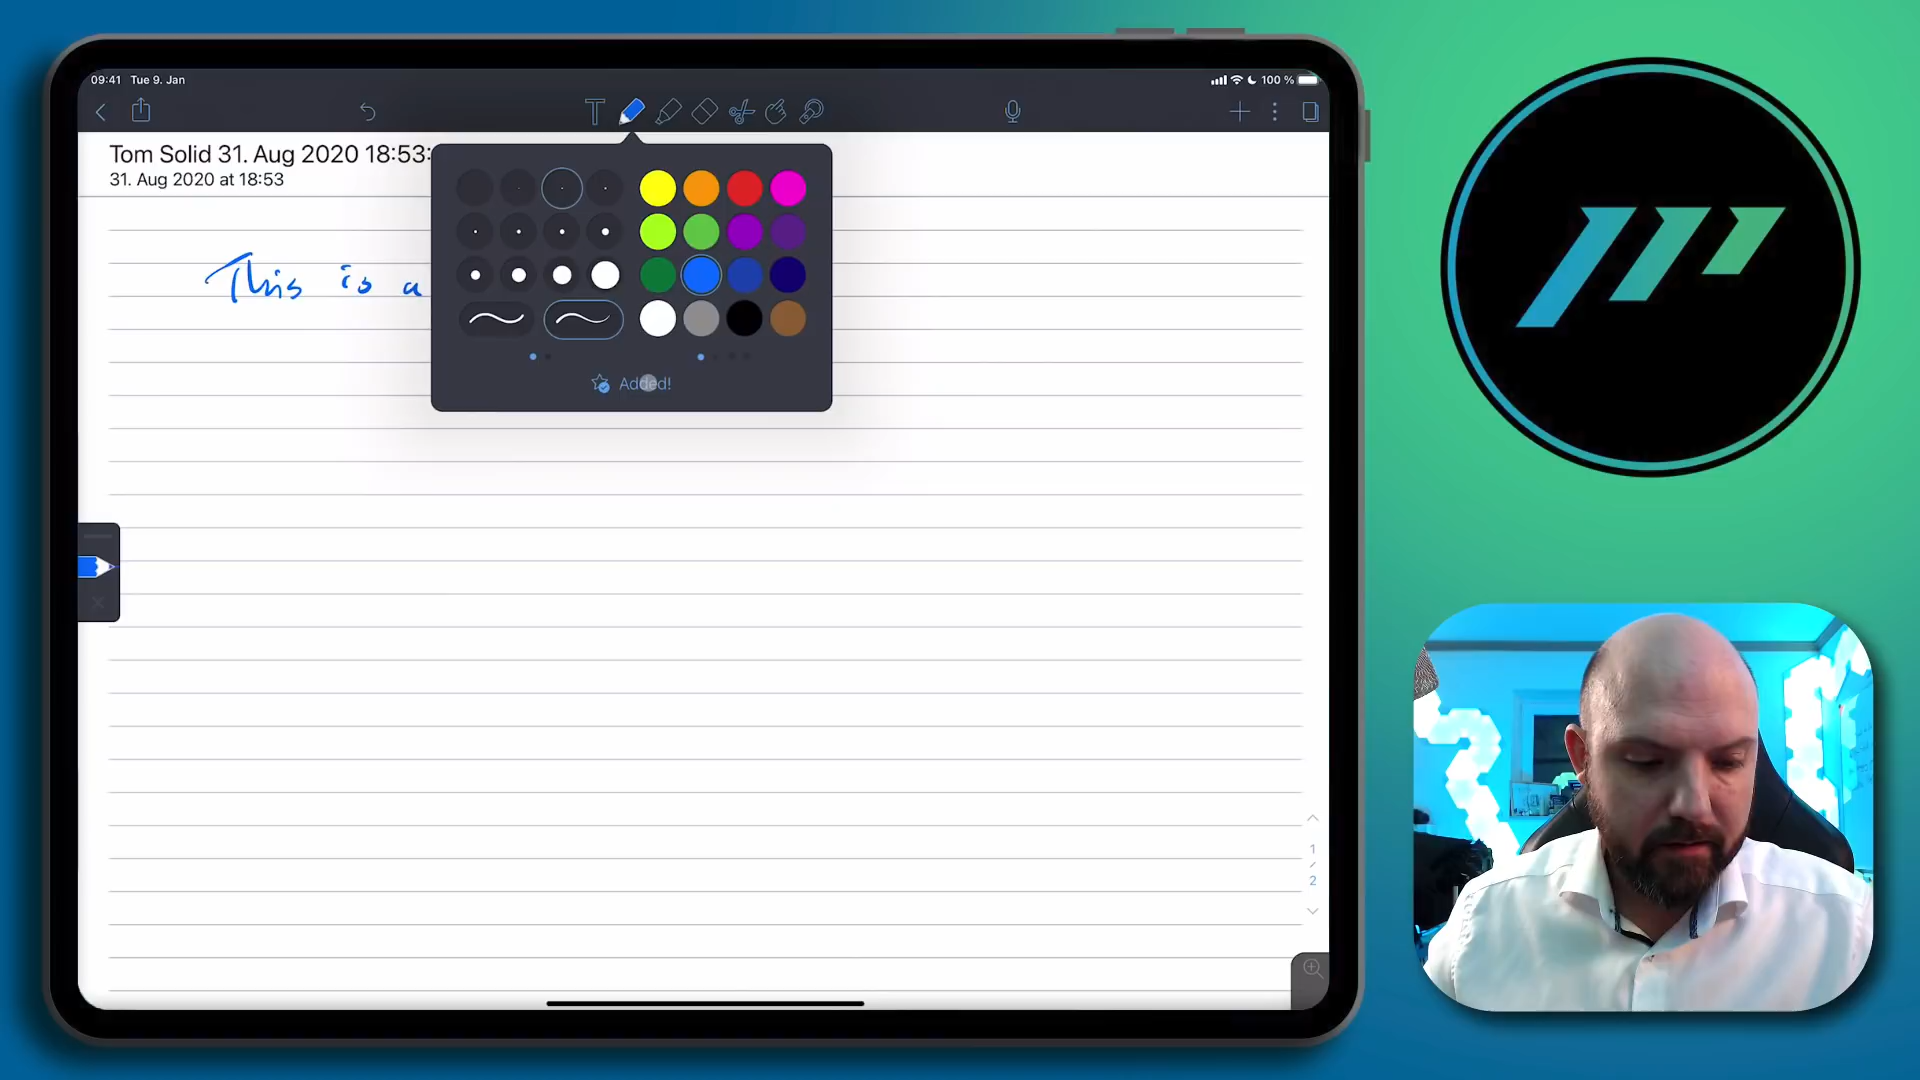 09:41 Tue 9. Jan
100 %
Tom Solid 31. Aug 2020 18:53:
31. Aug 2020 at 18:53
This is a
Added!
1
/
2